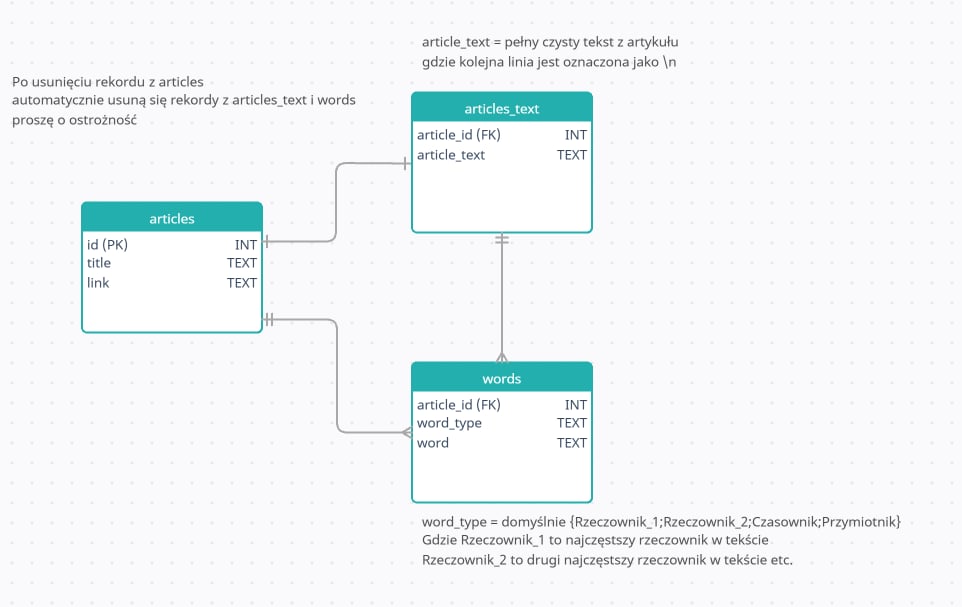 article_text = pełny czysty tekst z artykułu
gdzie kolejna linia jest oznaczona jako \n
Po usunięciu rekordu z articles
automatycznie usuną się rekordy z articles_text i words
proszę o ostrożność
articles_text
article_id (FK) INT
article_text TEXT
articles
id (PK) INT
title TEXT
link TEXT
words
article_id (FK) INT
word_type TEXT
word TEXT
word_type = domyślnie {Rzeczownik_1;Rzeczownik_2;Czasownik;Przymiotnik}
Gdzie Rzeczownik_1 to najczęstszy rzeczownik w tekście
Rzeczownik_2 to drugi najczęstszy rzeczownik w tekście etc.